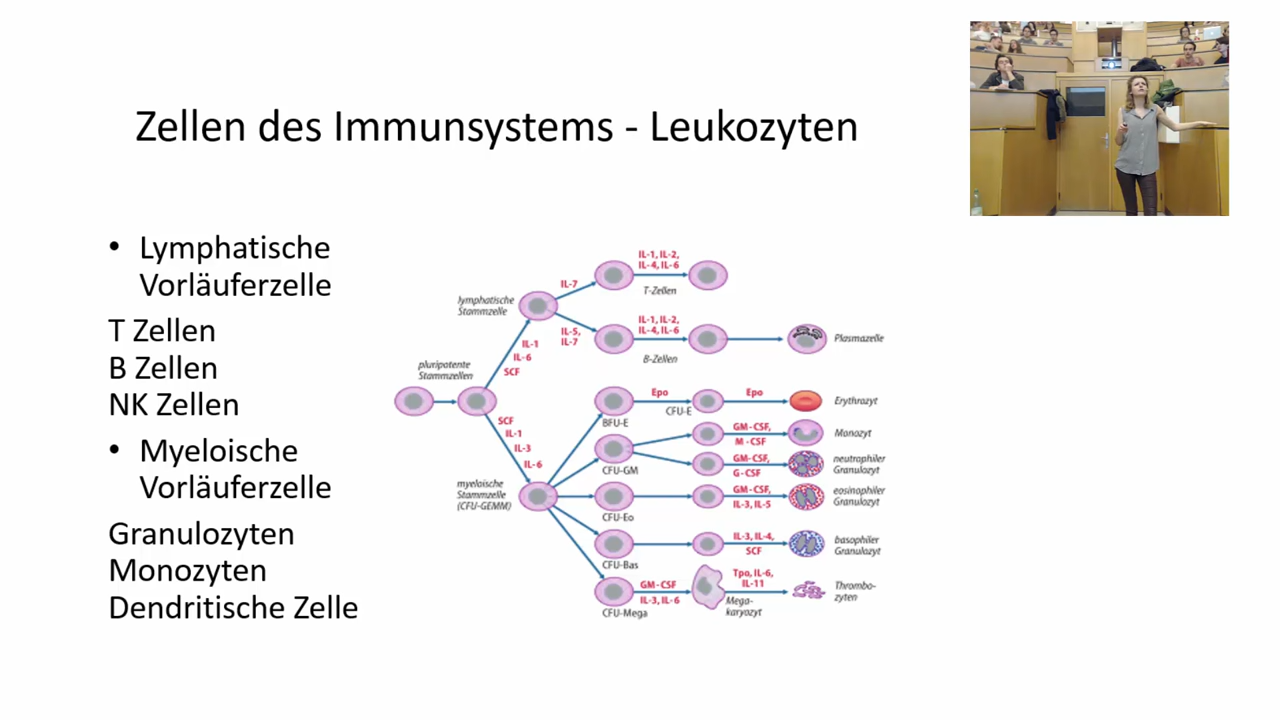 Zellen des Immunsystems - Leukozyten
• Lymphatische
Vorläuferzelle
T Zellen
B Zellen
NK Zellen
• Myeloische
Vorläuferzelle
Granulozyten
Monozyten
Dendritische Zelle
IL-1, IL-2,
IL-4, IL-6
T-Zellen
IL-7
lymphatische
Stammzelle
IL-5,
IL-7
IL-1, IL-2,
IL-4, IL-6
B-Zellen
Plasmazelle
IL-1
IL-6
SCF
pluripotente
Stammzellen
SCF
IL-1
IL-3
IL-6
myeloische
Stammzelle
(CFU-GEMM)
BFU-E
Epo
CFU-E
Epo
Erythrozyt
CFU-GM
GM-CSF,
M-CSF
Monozyt
GM-CSF,
G-CSF
neutrophiler
Granulozyt
CFU-Eo
GM-CSF,
IL-3, IL-5
eosinophiler
Granulozyt
CFU-Bas
IL-3, IL-4,
SCF
basophiler
Granulozyt
CFU-Mega
GM-CSF
IL-3, IL-6
Mega-
karyozyt
Tpo, IL-6,
IL-11
Thrombo-
zyten